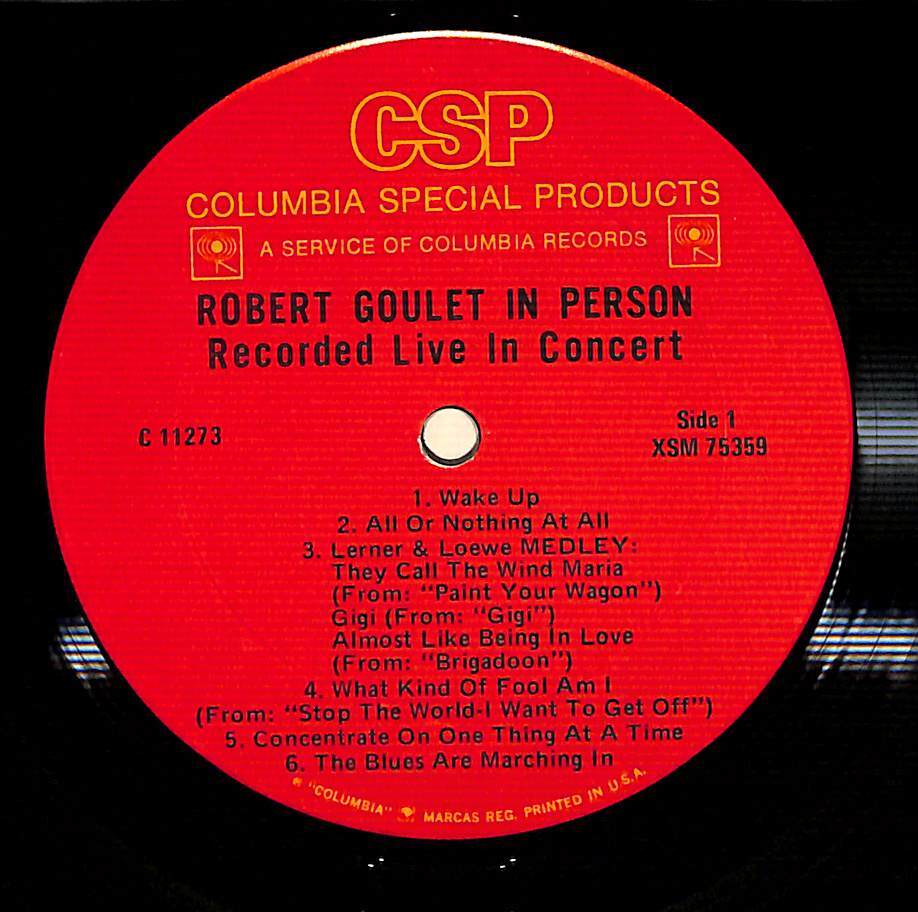 CSP
COLUMBIA SPECIAL PRODUCTS
A SERVICE OF COLUMBIA RECORDS
ROBERT GOULET IN PERSON
Recorded Live In Concert
C 11273
Side 1
XSM 75359
1. Wake Up
2. All Or Nothing At All
3. Lerner & Loewe MEDLEY:
They Call The Wind Maria
(From: "Paint Your Wagon")
Gigi (From: "Gigi")
Almost Like Being In Love
(From: "Brigadoon")
4. What Kind Of Fool Am I
(From: "Stop The World-I Want To Get Off")
5. Concentrate On One Thing At A Time
6. The Blues Are Marching In
® "COLUMBIA" MARCAS REG. PRINTED IN U.S.A.